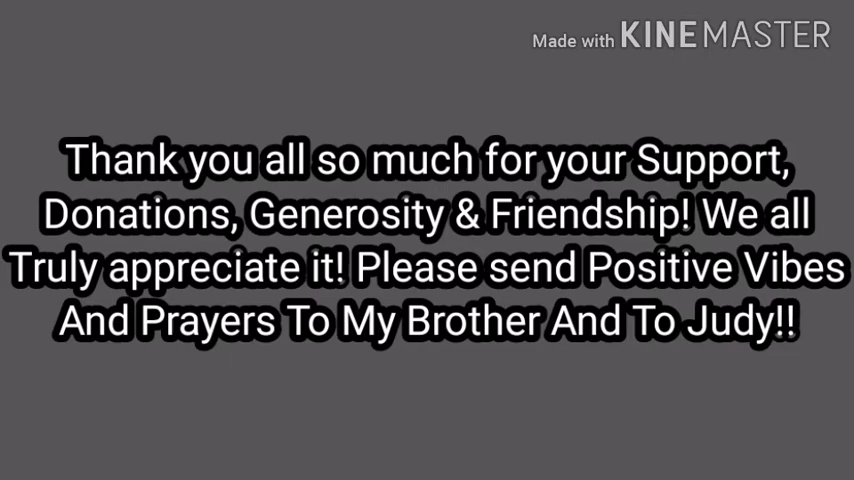 Made with KINEMASTER
Thank you all so much for your Support,
Donations, Generosity & Friendship! We all
Truly appreciate it! Please send Positive Vibes
And Prayers To My Brother And To Judy!!